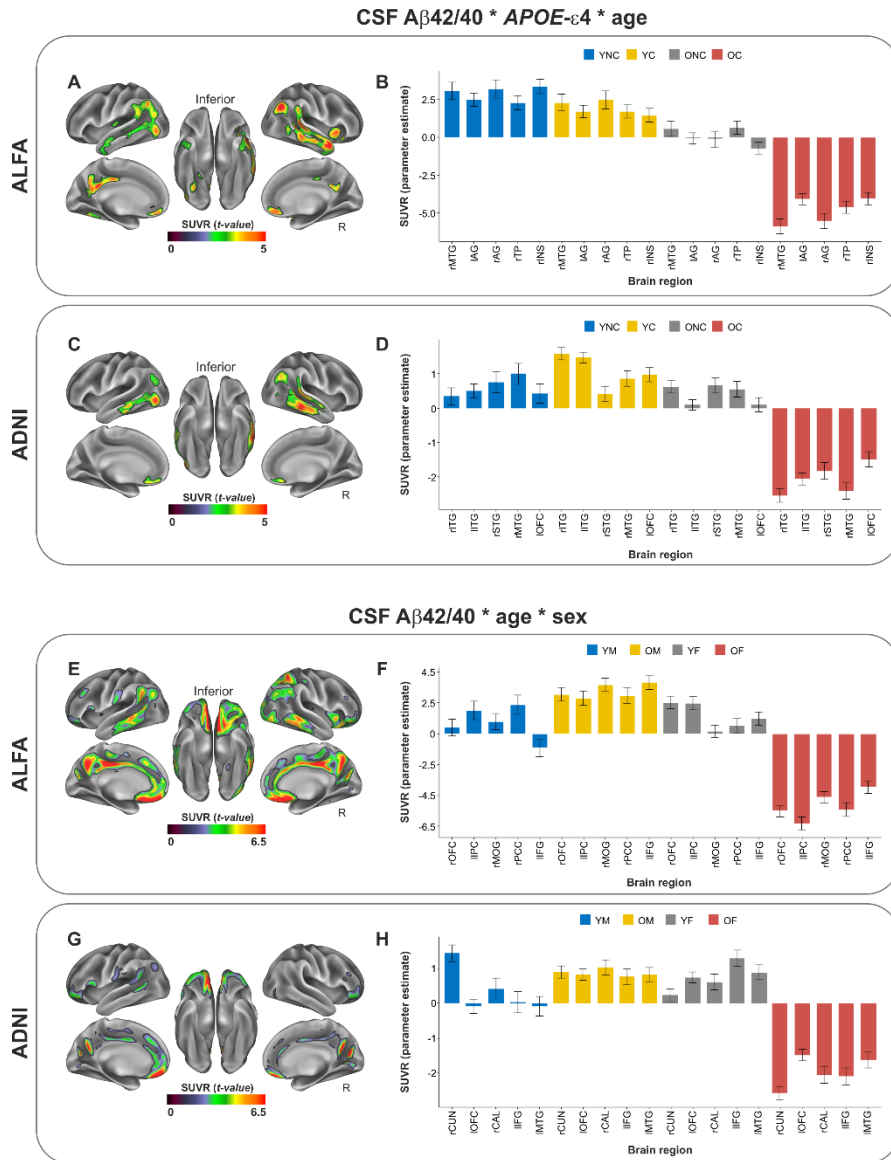 CSF Aβ42/40 * APOE-ε4 * age
ALFA
A
Inferior
R
SUVR (t-value)
0 5
B
YNC YC ONC OC
SUVR (parameter estimate)
2.5
0.0
-2.5
-5.0
rMTG lAG rAG rTP rINS rMTG lAG rAG rTP rINS rMTG lAG rAG rTP rINS rMTG lAG rAG rTP rINS
Brain region
ADNI
C
Inferior
R
SUVR (t-value)
0 5
D
YNC YC ONC OC
SUVR (parameter estimate)
1
0
-1
-2
rITG lITG rSTG rMTG lOFC rITG lITG rSTG rMTG lOFC rITG lITG rSTG rMTG lOFC rITG lITG rSTG rMTG lOFC
Brain region
CSF Aβ42/40 * age * sex
ALFA
E
Inferior
R
SUVR (t-value)
0 6.5
F
YM OM YF OF
SUVR (parameter estimate)
4.5
2.5
0
-2.5
-4.5
-6.5
rOFC lIPC rMOG rPCC lIFG rOFC lIPC rMOG rPCC lIFG rOFC lIPC rMOG rPCC lIFG rOFC lIPC rMOG rPCC lIFG
Brain region
ADNI
G
R
SUVR (t-value)
0 6.5
H
YM OM YF OF
SUVR (parameter estimate)
1
0
-1
-2
rCUN lOFC rCAL lIFG lMTG rCUN lOFC rCAL lIFG lMTG rCUN lOFC rCAL lIFG lMTG rCUN lOFC rCAL lIFG lMTG
Brain region